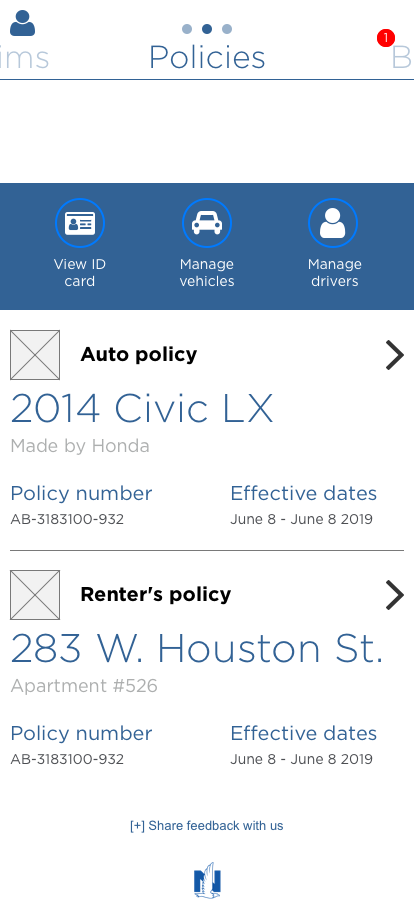 1
ims
Policies
B
View ID
card
Manage
vehicles
Manage
drivers
Auto policy
2014 Civic LX
Made by Honda
Policy number
Effective dates
AB-3183100-932
June 8 - June 8 2019
Renter's policy
283 W. Houston St.
Apartment #526
Policy number
Effective dates
AB-3183100-932
June 8 - June 8 2019
[+] Share feedback with us
N